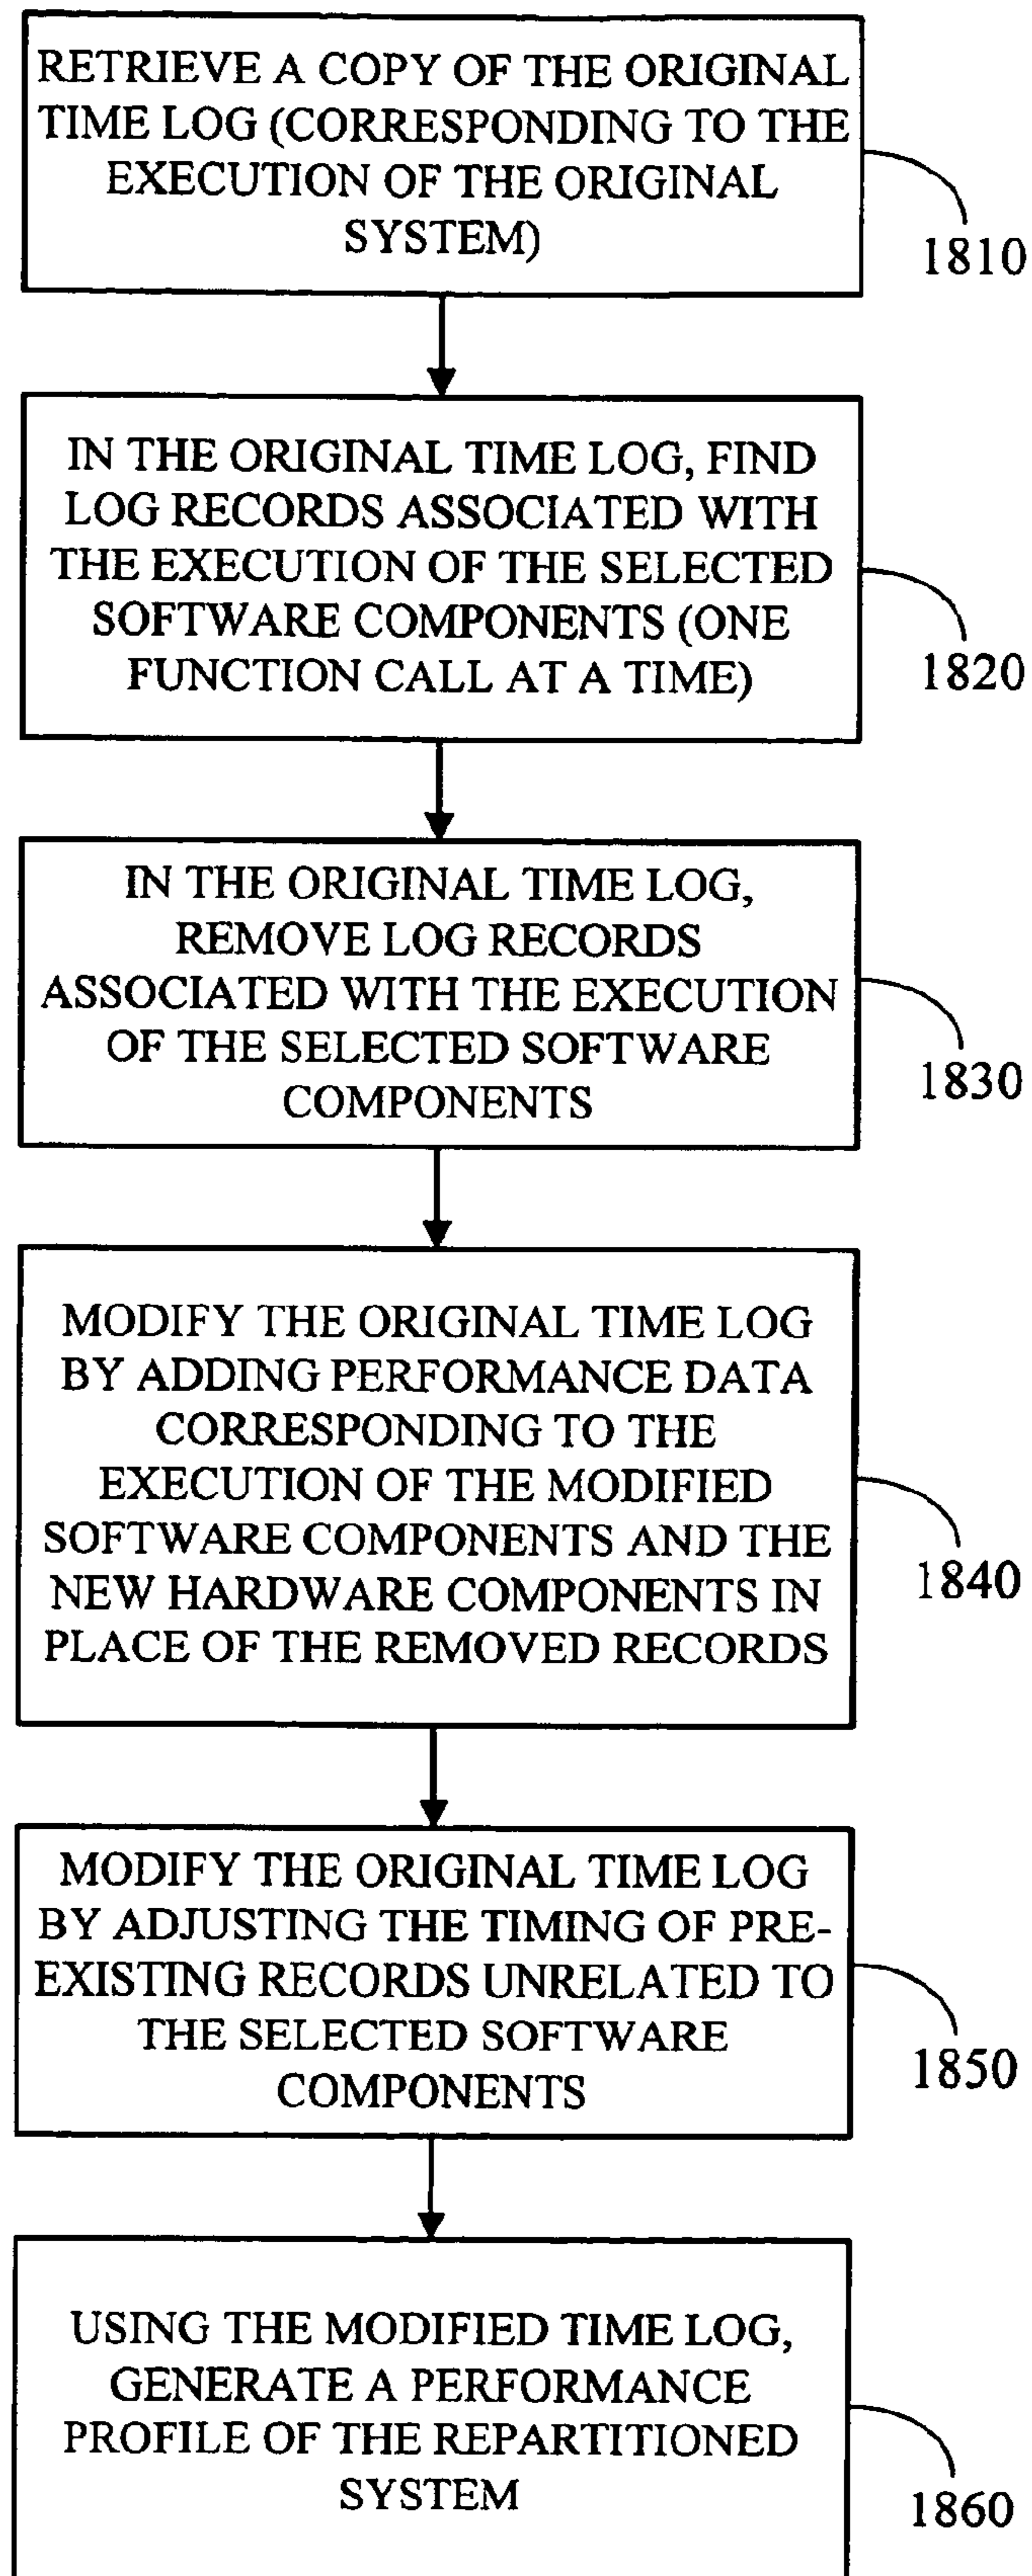 RETRIEVE A COPY OF THE ORIGINAL
TIME LOG (CORRESPONDING TO THE
EXECUTION OF THE ORIGINAL
SYSTEM)
1810
IN THE ORIGINAL TIME LOG, FIND
LOG RECORDS ASSOCIATED WITH
THE EXECUTION OF THE SELECTED
SOFTWARE COMPONENTS (ONE
FUNCTION CALL AT A TIME)
1820
IN THE ORIGINAL TIME LOG,
REMOVE LOG RECORDS
ASSOCIATED WITH THE EXECUTION
OF THE SELECTED SOFTWARE
COMPONENTS
1830
MODIFY THE ORIGINAL TIME LOG
BY ADDING PERFORMANCE DATA
CORRESPONDING TO THE
EXECUTION OF THE MODIFIED
SOFTWARE COMPONENTS AND THE
NEW HARDWARE COMPONENTS IN
PLACE OF THE REMOVED RECORDS
1840
MODIFY THE ORIGINAL TIME LOG
BY ADJUSTING THE TIMING OF PRE-
EXISTING RECORDS UNRELATED TO
THE SELECTED SOFTWARE
COMPONENTS
1850
USING THE MODIFIED TIME LOG,
GENERATE A PERFORMANCE
PROFILE OF THE REPARTITIONED
SYSTEM
1860